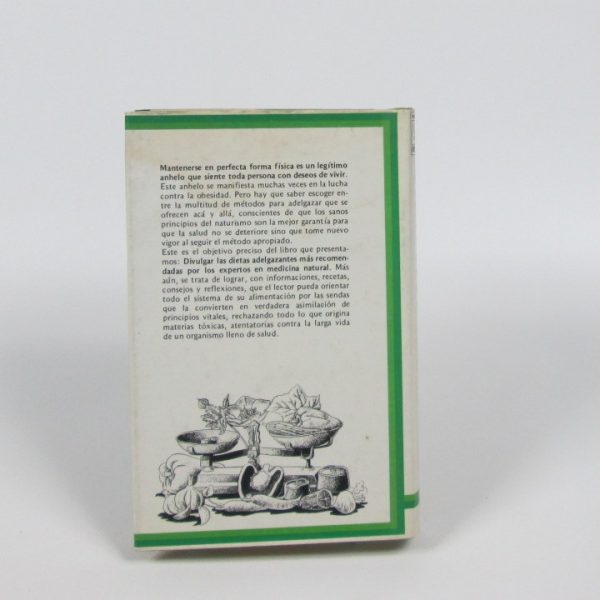 Mantenerse en perfecta forma física es un legítimo
anhelo que siente toda persona con deseos de vivir.
Este anhelo se manifiesta muchas veces en la lucha
contra la obesidad. Pero hay que saber escoger en-
tre la multitud de métodos para adelgazar que se
ofrecen acá y allá, conscientes de que los sanos
principios del naturismo son la mejor garantía para
que la salud no se deteriore sino que tome nuevo
vigor al seguir el método apropiado.
Este es el objetivo preciso del libro que presenta-
mos: Divulgar las dietas adelgazantes más recomen-
dadas por los expertos en medicina natural. Más
aún, se trata de lograr, con informaciones, recetas,
consejos y reflexiones, que el lector pueda orientar
todo el sistema de su alimentación por las sendas
que la convierten en verdadera asimilación de
principios vitales, rechazando todo lo que origina
materias tóxicas, atentatorias contra la larga vida
de un organismo lleno de salud.